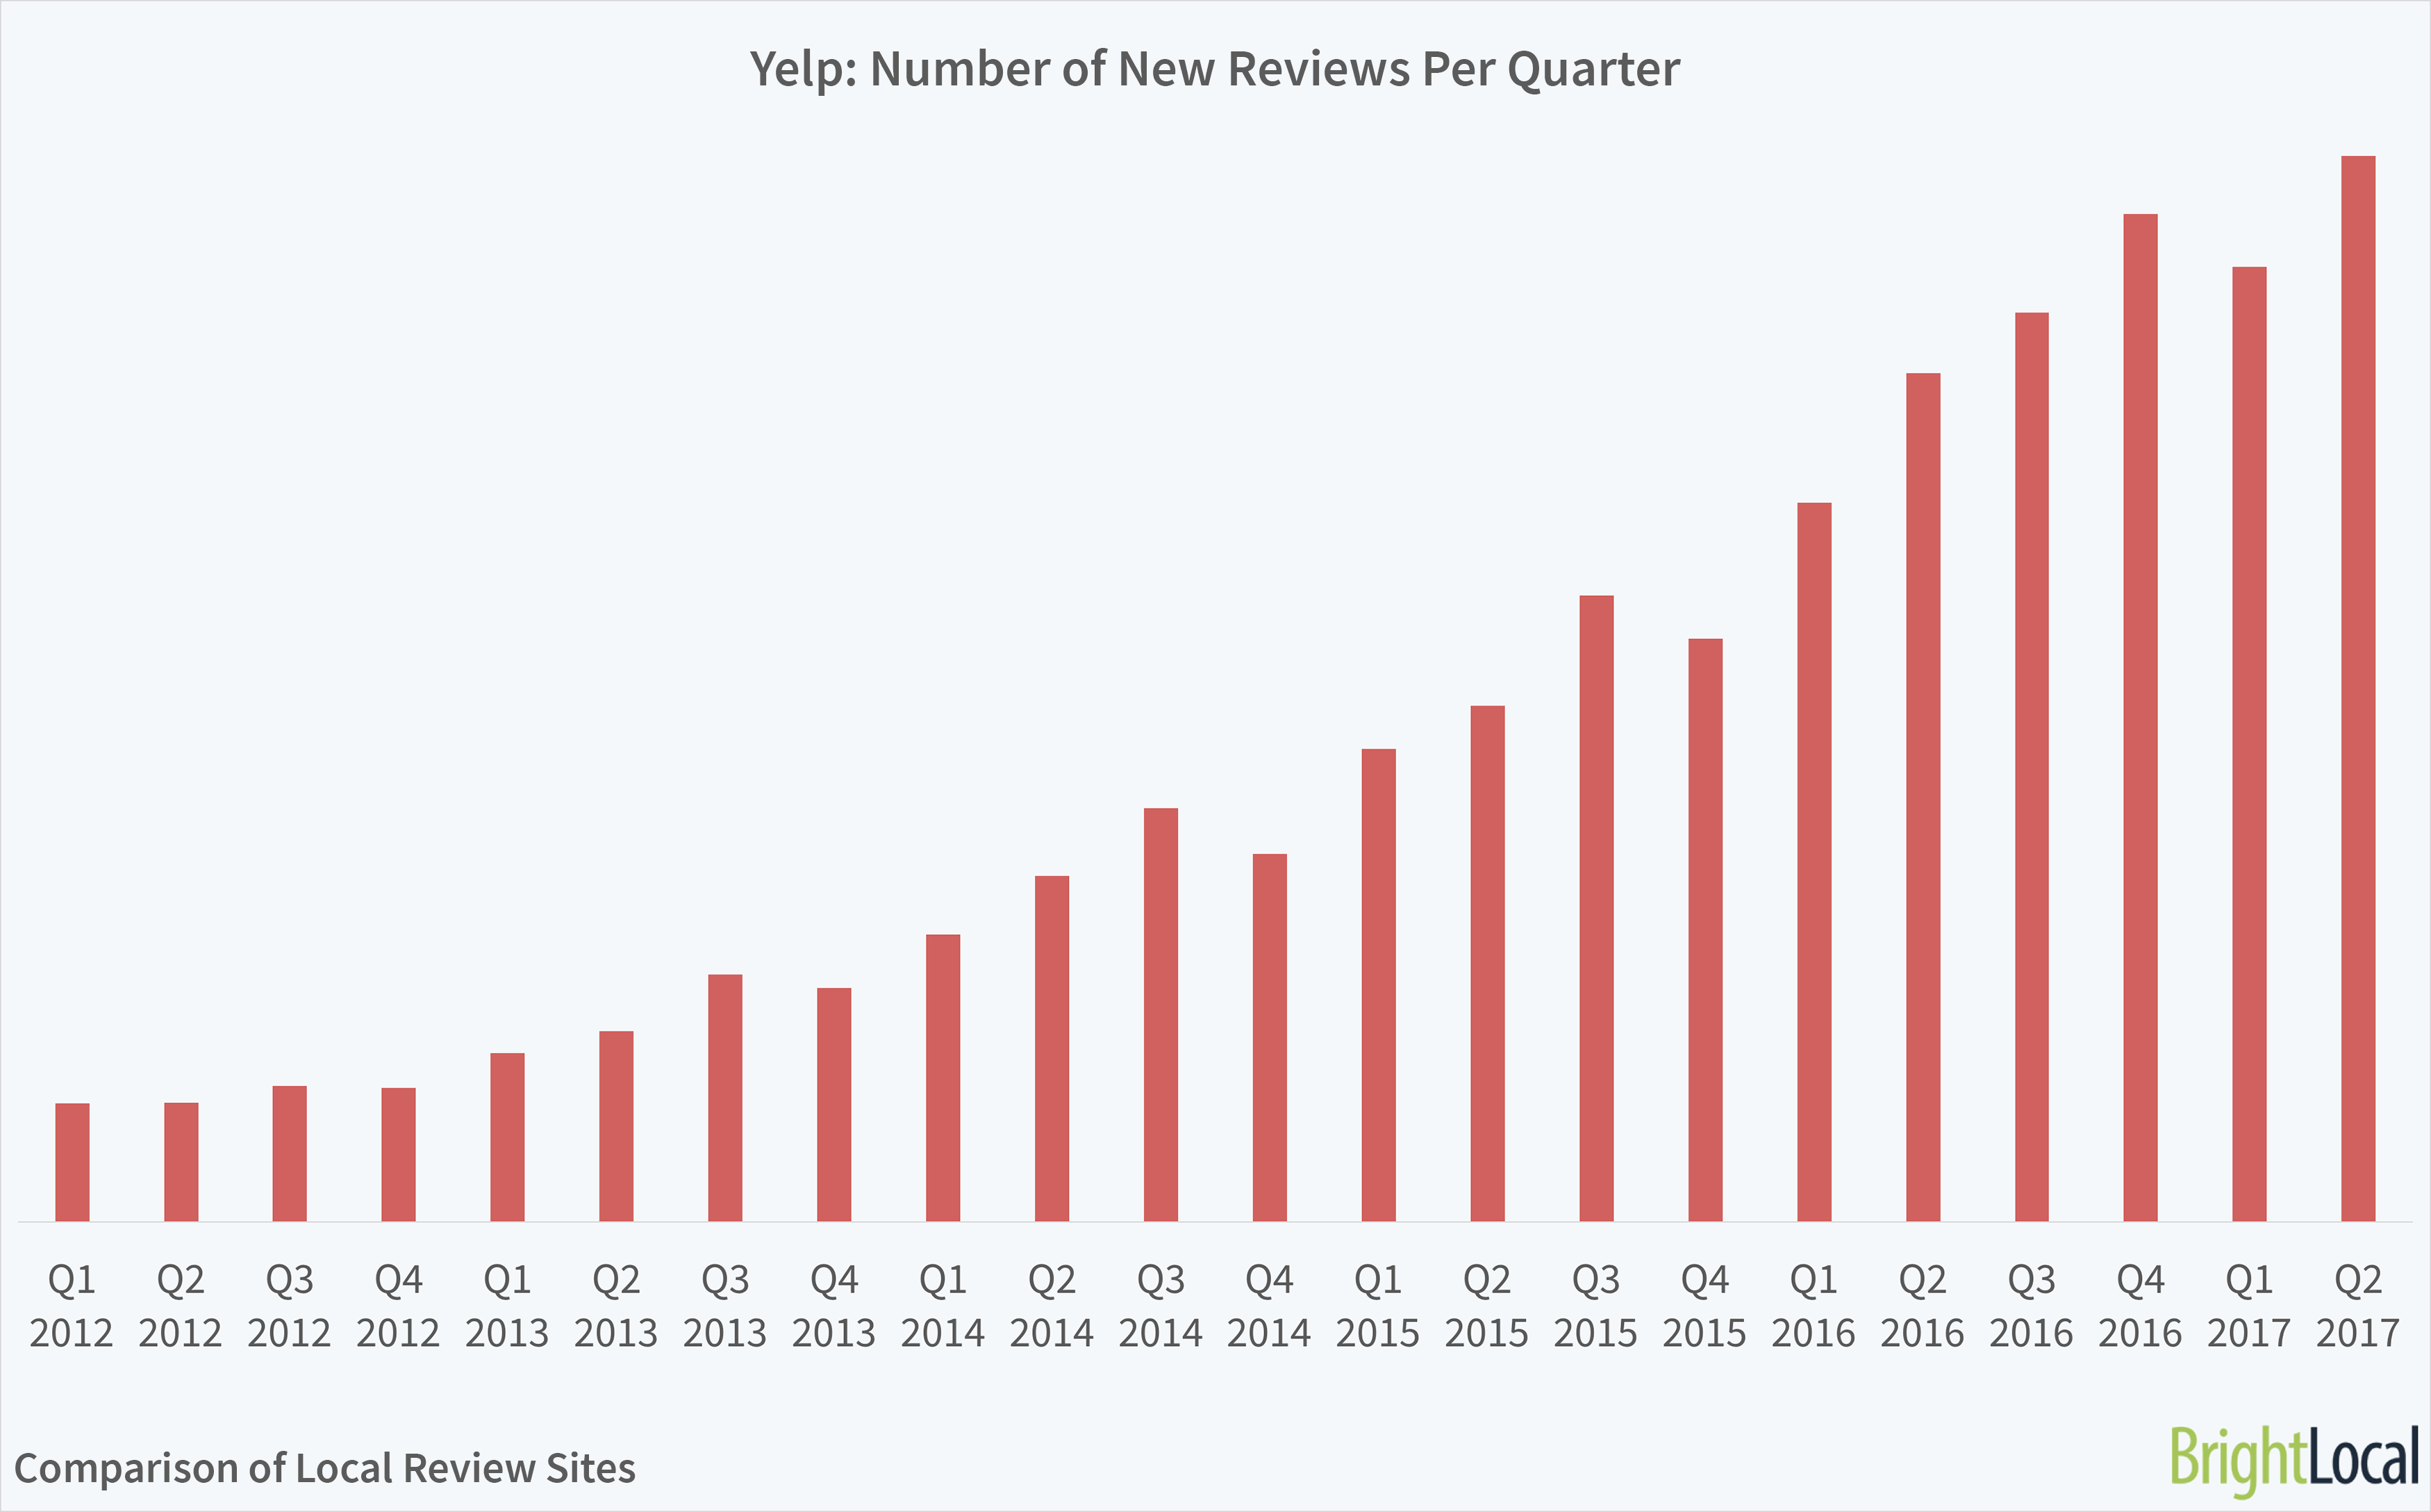 Yelp: Number of New Reviews Per Quarter
Q1 Q2 Q3 Q4 Q1 Q2 Q3 Q4 Q1 Q2 Q3 Q4 Q1 Q2 Q3 Q4 Q1 Q2 Q3 Q4 Q1 Q2
2012 2012 2012 2012 2013 2013 2013 2013 2014 2014 2014 2014 2015 2015 2015 2015 2016 2016 2016 2016 2017 2017
Comparison of Local Review Sites
BrightLocal